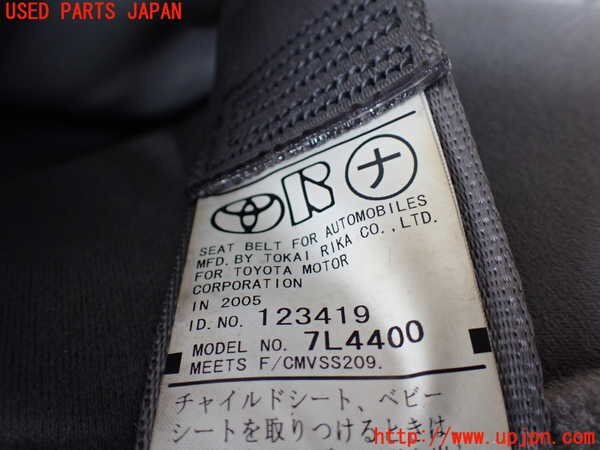 USED PARTS JAPAN
ナ
SEAT BELT FOR AUTOMOBILES
MFD. BY TOKAI RIKA CO., LTD.
FOR TOYOTA MOTOR
CORPORATION
IN 2005
ID. NO. 123419
MODEL NO. 7L4400
MEETS F/CMVSS209.
チャイルドシート、ベビー
シートを取りつけるときは
http://www.upjpn.com/